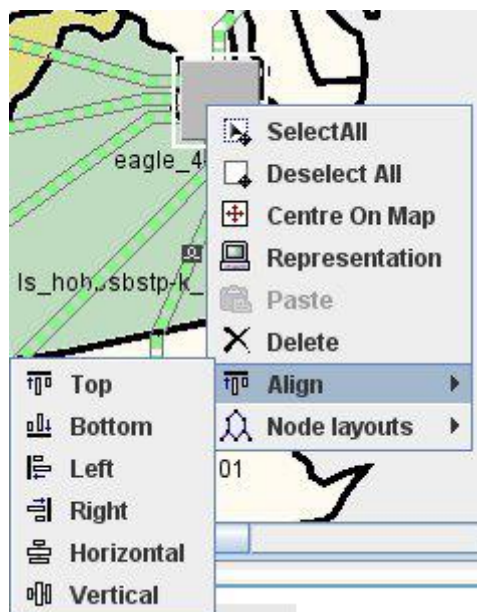 eagle_4
SelectAll
Deselect All
Centre On Map
Representation
Paste
Delete
Align
Node layouts
01
Top
Bottom
Left
Right
Horizontal
Vertical